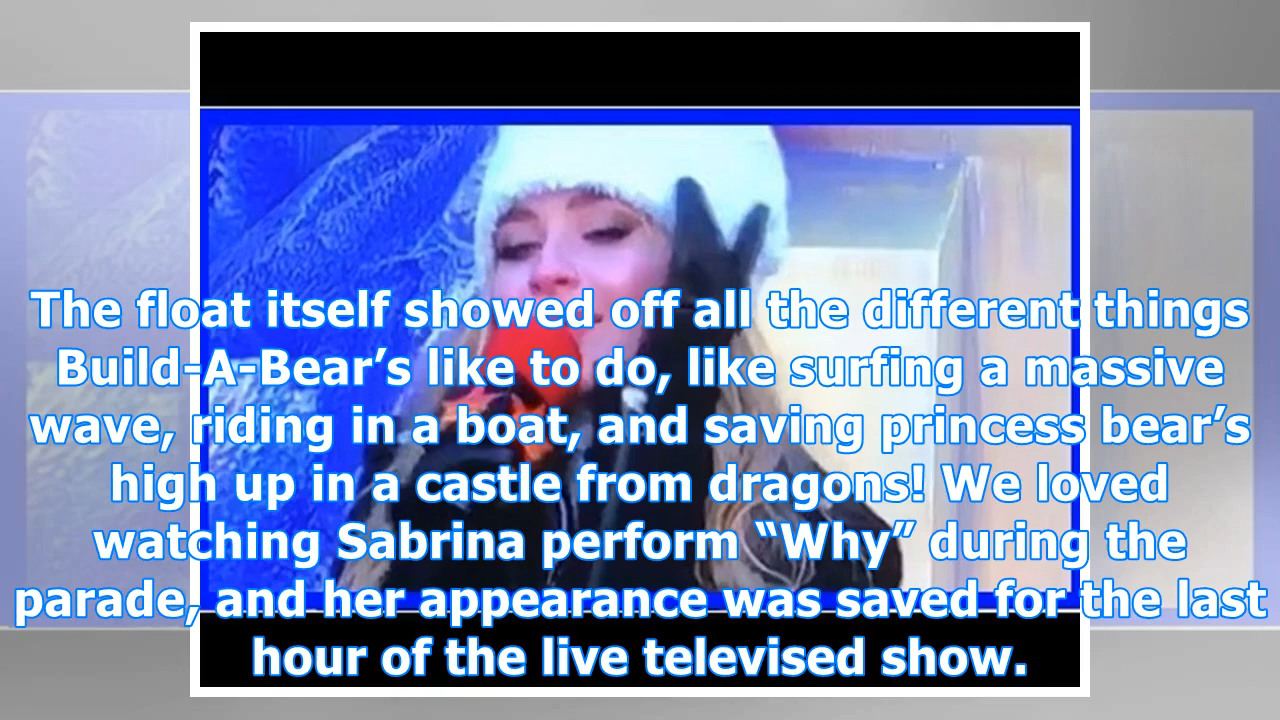 The float itself showed off all the different things
Build-A-Bear’s like to do, like surfing a massive
wave, riding in a boat, and saving princess bear’s
high up in a castle from dragons! We loved
watching Sabrina perform “Why” during the
parade, and her appearance was saved for the last
hour of the live televised show.